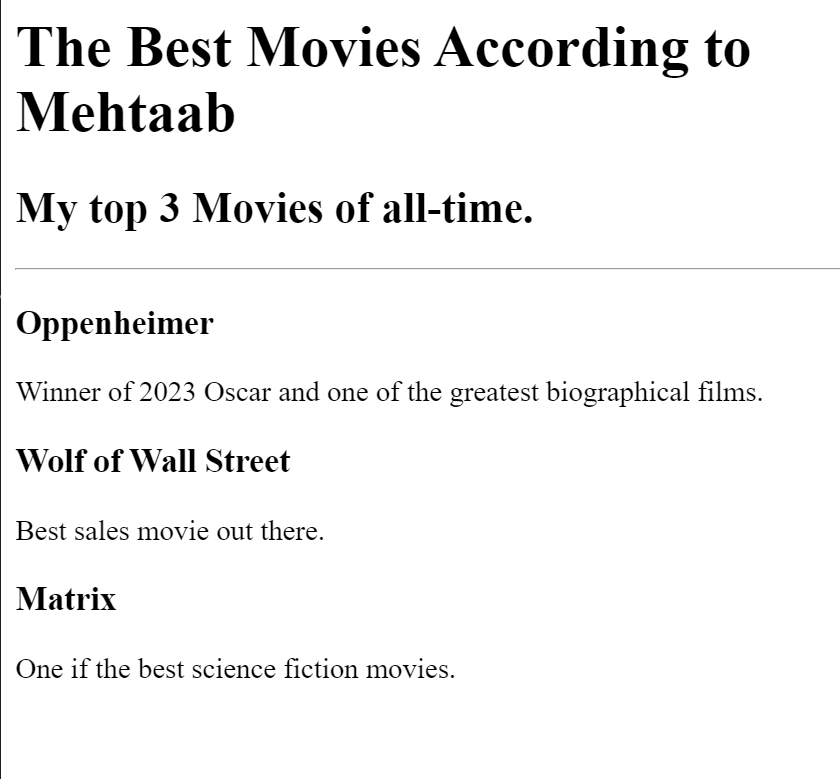 The Best Movies According to
Mehtaab
My top 3 Movies of all-time.
Oppenheimer
Winner of 2023 Oscar and one of the greatest biographical films.
Wolf of Wall Street
Best sales movie out there.
Matrix
One if the best science fiction movies.